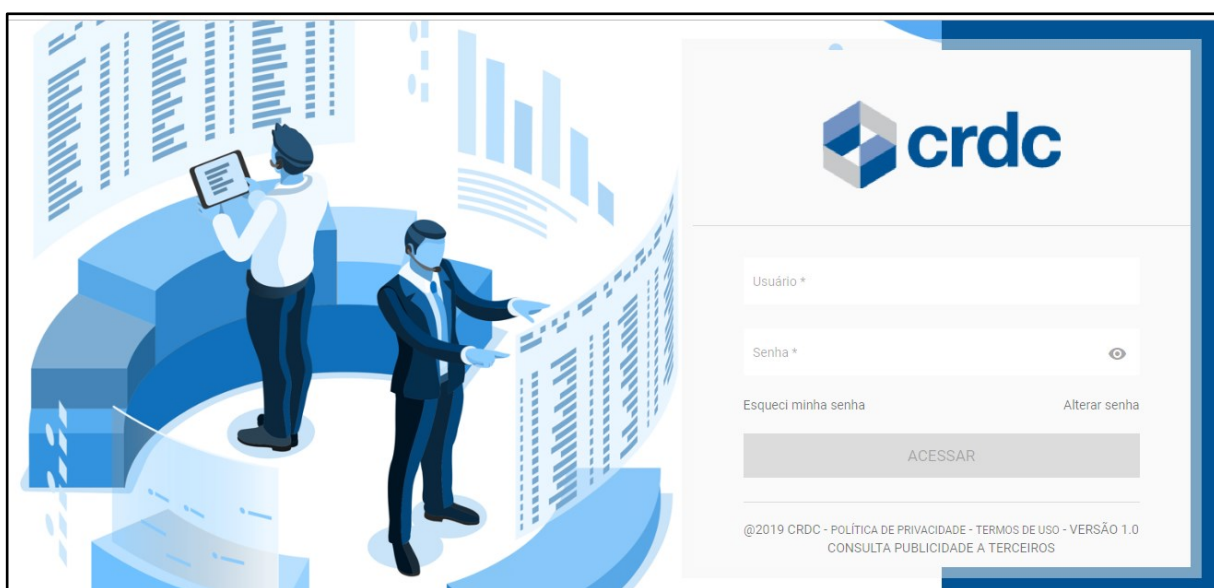 crdc
Usuário *
Senha *
Esqueci minha senha
Alterar senha
ACESSAR
@2019 CRDC - POLÍTICA DE PRIVACIDADE - TERMOS DE USO - VERSÃO 1.0
CONSULTA PUBLICIDADE A TERCEIROS